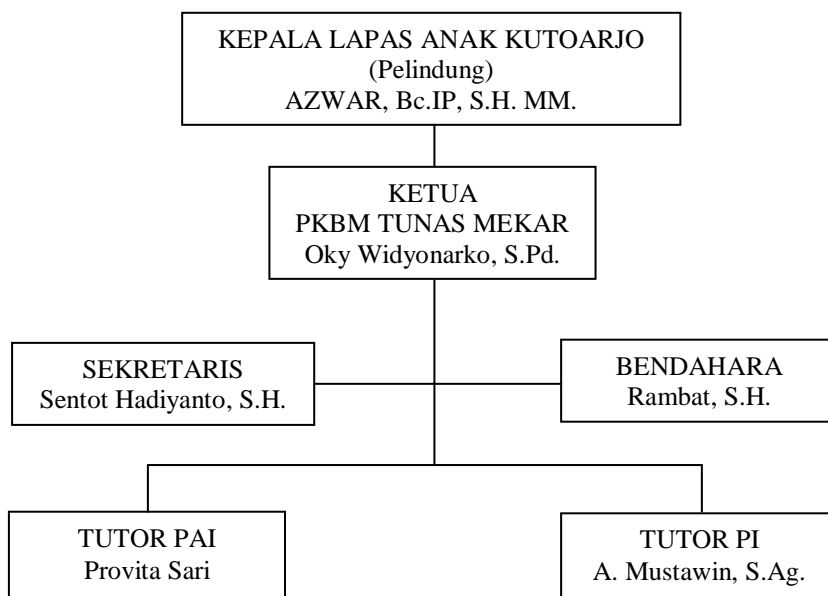 KEPALA LAPAS ANAK KUTOARJO
(Pelindung)
AZWAR, Bc.IP, S.H. MM.
KETUA
PKBM TUNAS MEKAR
Oky Widyonarko, S.Pd.
SEKRETARIS
Sentot Hadiyanto, S.H.
BENDAHARA
Rambat, S.H.
TUTOR PAI
Provita Sari
TUTOR PI
A. Mustawin, S.Ag.